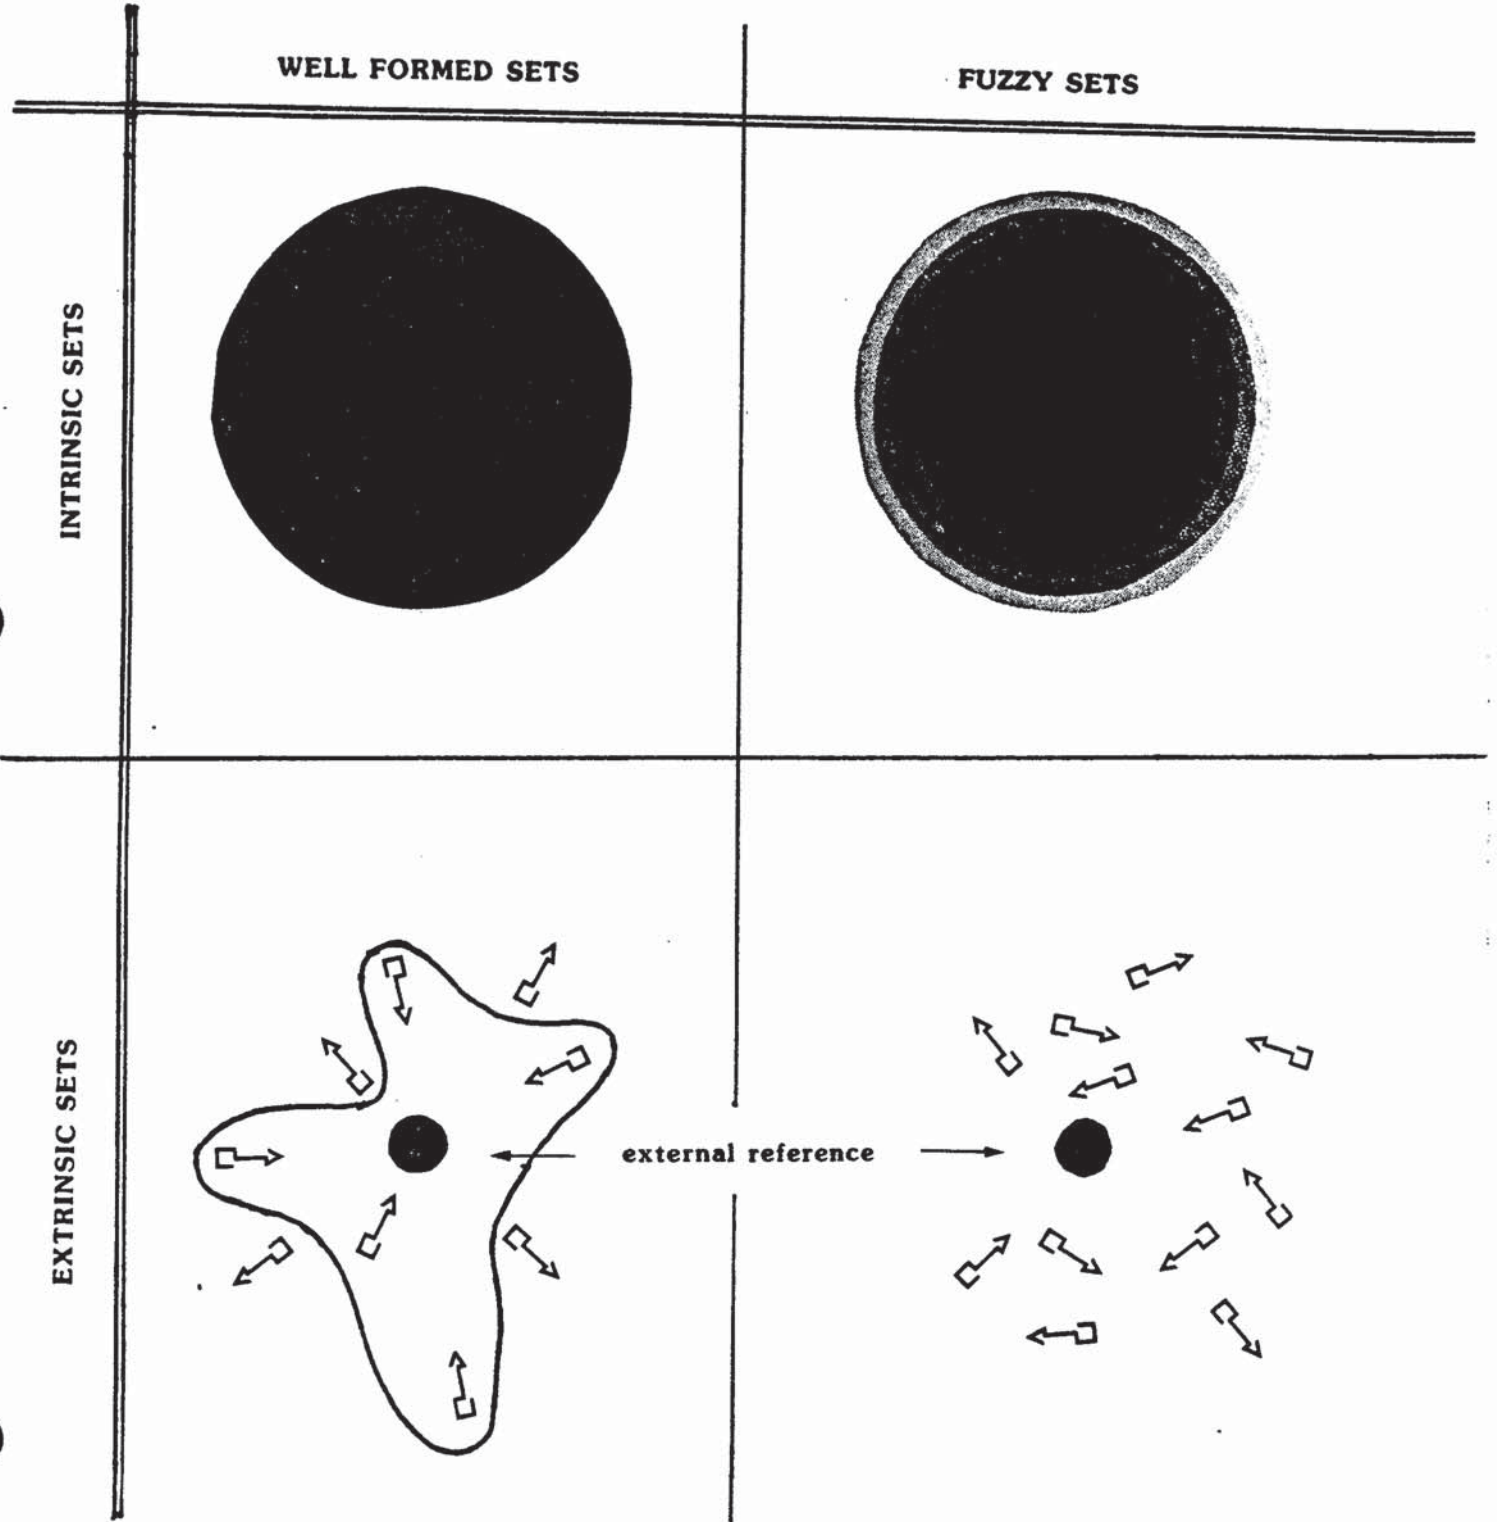 WELL FORMED SETS
FUZZY SETS
INTRINSIC SETS
EXTRINSIC SETS
external reference